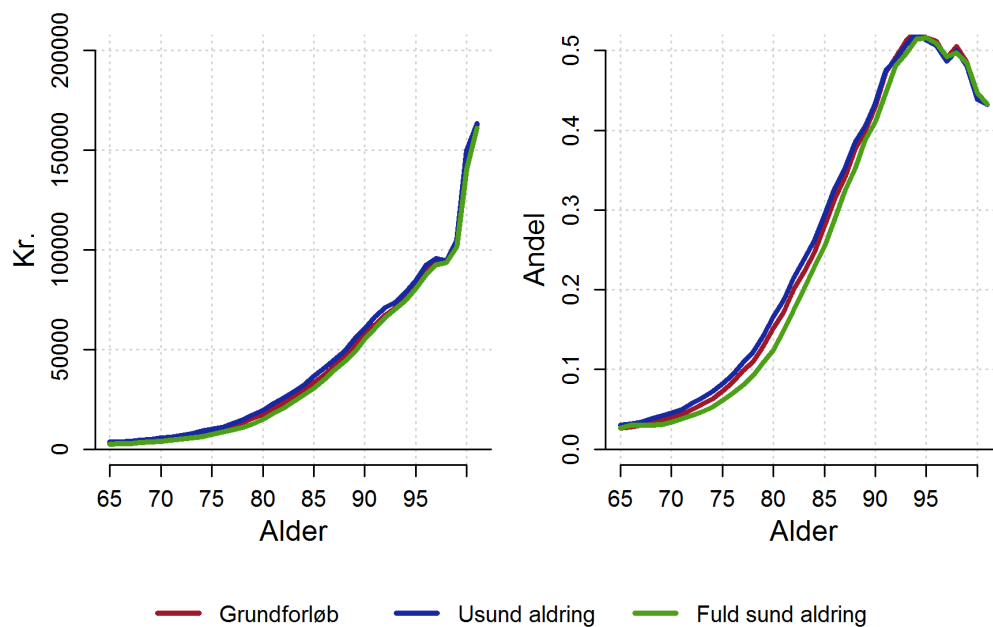 Kr.
200000
150000
100000
50000
0
65 70 75 80 85 90 95
Alder
Andel
0.5
0.4
0.3
0.2
0.1
0.0
65 70 75 80 85 90 95
Alder
Grundforløb Usund aldring Fuld sund aldring